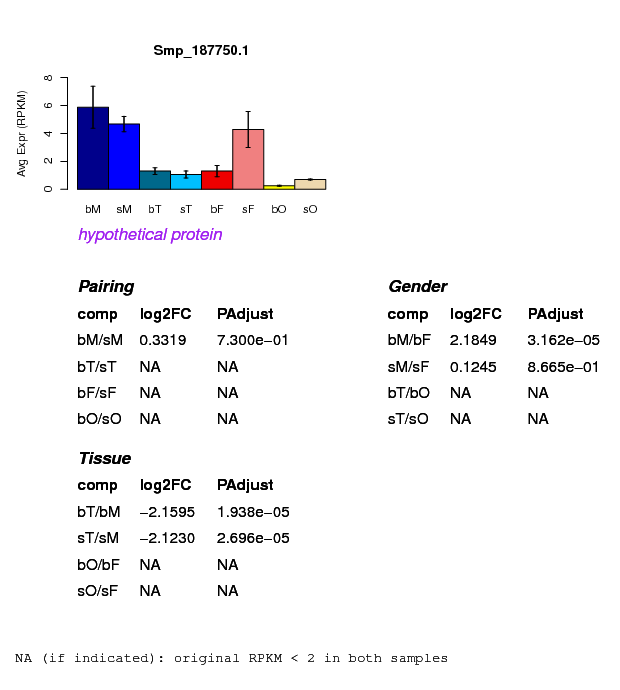 Smp_187750.1
Avg Expr (RPKM)
8
6
4
2
0
bM sM bT sT bF sF bO sO
hypothetical protein
Pairing
comp log2FC PAdjust
bM/sM 0.3319 7.300e−01
bT/sT NA NA
bF/sF NA NA
bO/sO NA NA
Gender
comp log2FC PAdjust
bM/bF 2.1849 3.162e−05
sM/sF 0.1245 8.665e−01
bT/bO NA NA
sT/sO NA NA
Tissue
comp log2FC PAdjust
bT/bM −2.1595 1.938e−05
sT/sM −2.1230 2.696e−05
bO/bF NA NA
sO/sF NA NA
NA (if indicated): original RPKM < 2 in both samples